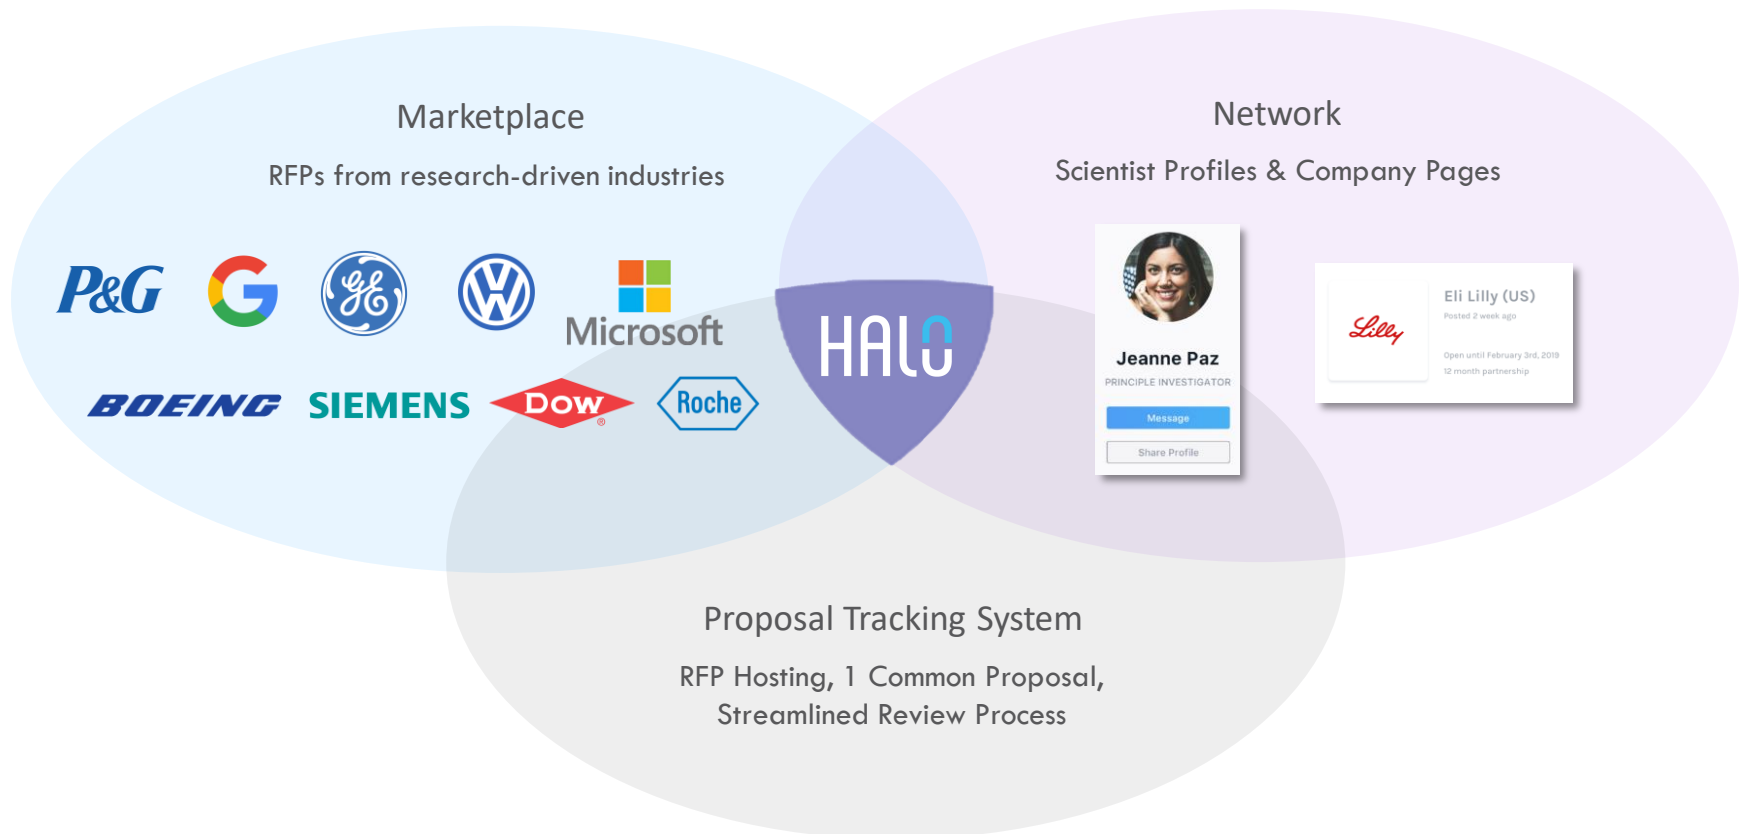 Marketplace
RFPs from research-driven industries
P&G
G
GE
VW
Microsoft
BOEING
SIEMENS
Dow
®
Roche
HALO
Network
Scientist Profiles & Company Pages
Jeanne Paz
PRINCIPLE INVESTIGATOR
Message
Share Profile
Lilly
Eli Lilly (US)
Posted 2 week ago
Open until February 3rd, 2019
12 month partnership
Proposal Tracking System
RFP Hosting, 1 Common Proposal,
Streamlined Review Process